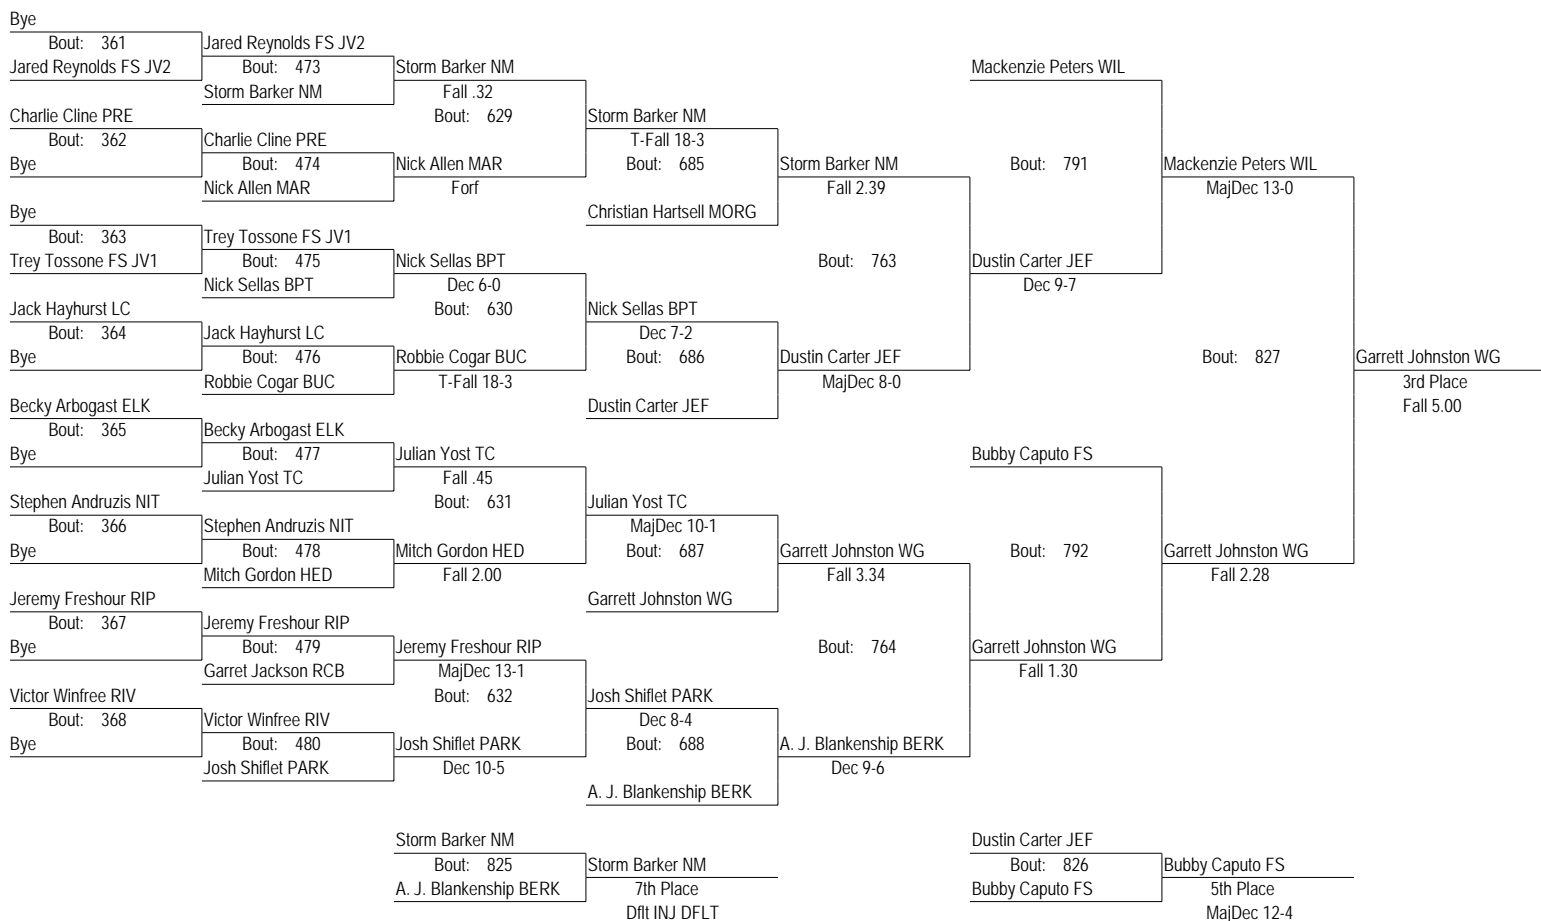 Bye
Bout: 361
Jared Reynolds FS JV2
Jared Reynolds FS JV2
Bout: 473
Storm Barker NM
Mackenzie Peters WIL
Storm Barker NM
Fall .32
Charlie Cline PRE
Bout: 629
Storm Barker NM
Bout: 362
Charlie Cline PRE
T-Fall 18-3
Bye
Bout: 474
Nick Allen MAR
Bout: 685
Storm Barker NM
Bout: 791
Mackenzie Peters WIL
Nick Allen MAR
Forf
Fall 2.39
MajDec 13-0
Bye
Christian Hartsell MORG
Bout: 363
Trey Tossone FS JV1
Trey Tossone FS JV1
Bout: 475
Nick Sellas BPT
Bout: 763
Dustin Carter JEF
Nick Sellas BPT
Dec 6-0
Dec 9-7
Jack Hayhurst LC
Bout: 630
Nick Sellas BPT
Bout: 364
Jack Hayhurst LC
Dec 7-2
Bye
Bout: 476
Robbie Cogar BUC
Bout: 686
Dustin Carter JEF
Bout: 827
Garrett Johnston WG
Robbie Cogar BUC
T-Fall 18-3
MajDec 8-0
3rd Place
Becky Arbogast ELK
Dustin Carter JEF
Fall 5.00
Bout: 365
Becky Arbogast ELK
Bye
Bout: 477
Julian Yost TC
Bubby Caputo FS
Julian Yost TC
Fall .45
Stephen Andruzis NIT
Bout: 631
Julian Yost TC
Bout: 366
Stephen Andruzis NIT
MajDec 10-1
Bye
Bout: 478
Mitch Gordon HED
Bout: 687
Garrett Johnston WG
Bout: 792
Garrett Johnston WG
Mitch Gordon HED
Fall 2.00
Fall 3.34
Fall 2.28
Jeremy Freshour RIP
Garrett Johnston WG
Bout: 367
Jeremy Freshour RIP
Bye
Bout: 479
Jeremy Freshour RIP
Bout: 764
Garrett Johnston WG
Garret Jackson RCB
MajDec 13-1
Fall 1.30
Victor Winfree RIV
Bout: 632
Josh Shiflet PARK
Bout: 368
Victor Winfree RIV
Dec 8-4
Bye
Bout: 480
Josh Shiflet PARK
Bout: 688
A. J. Blankenship BERK
Josh Shiflet PARK
Dec 10-5
Dec 9-6
A. J. Blankenship BERK
Storm Barker NM
Bout: 825
Storm Barker NM
A. J. Blankenship BERK
7th Place
Dflt INJ DFLT
Dustin Carter JEF
Bout: 826
Bubby Caputo FS
Bubby Caputo FS
5th Place
MajDec 12-4